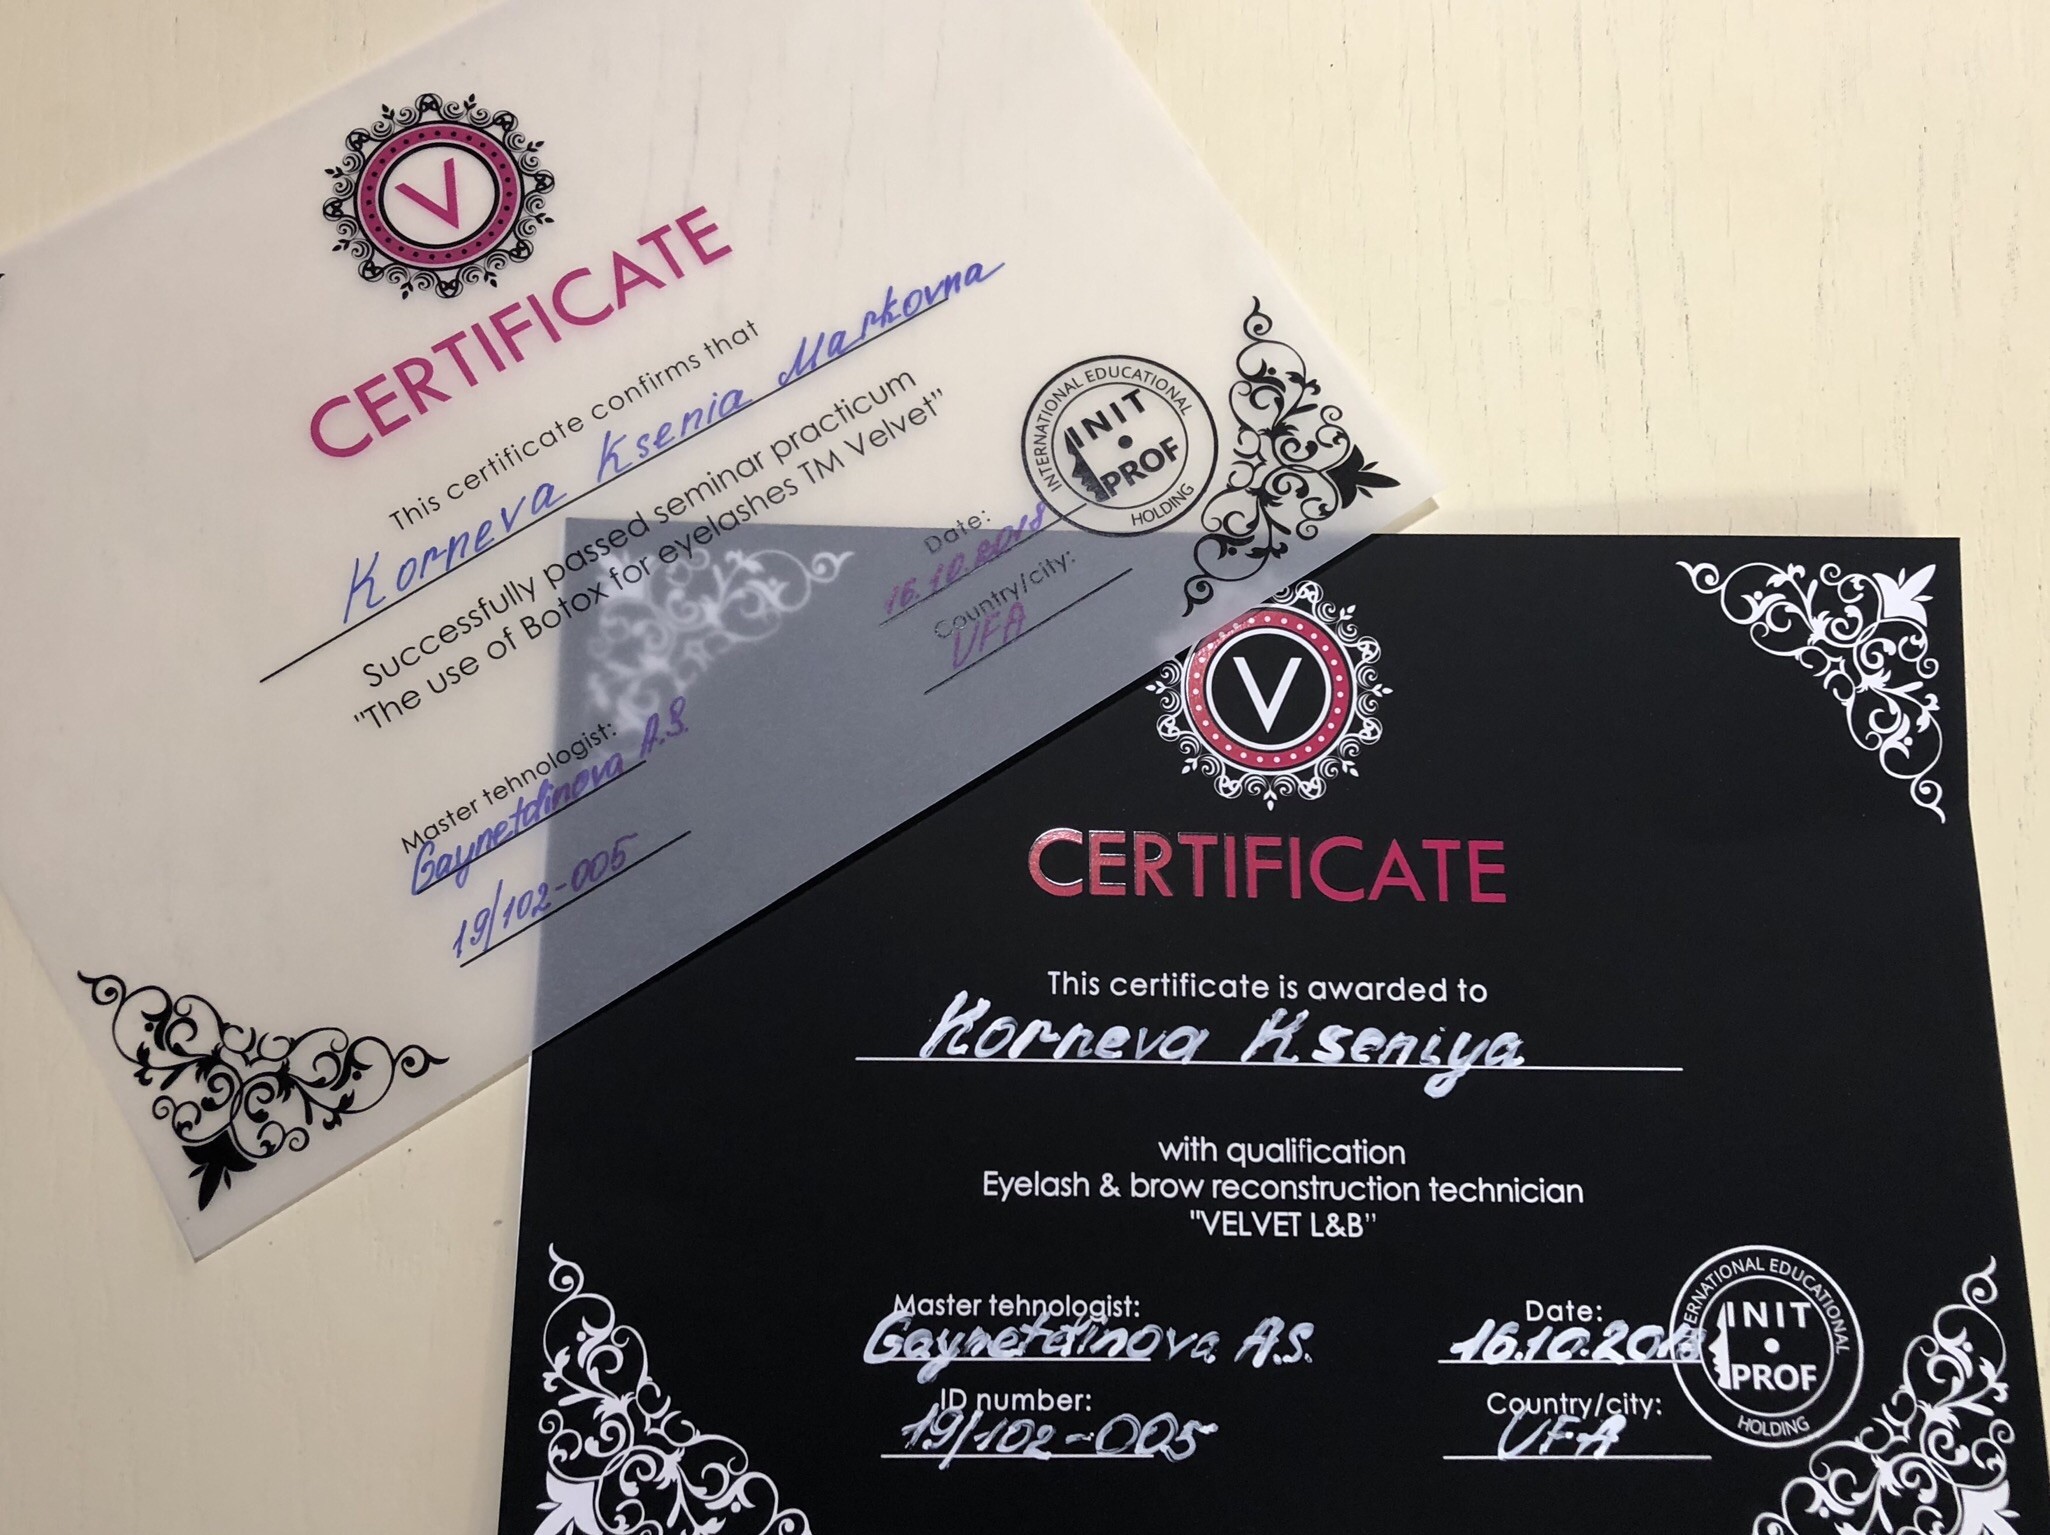 V
CERTIFICATE
This certificate confirms that
Korneva Ksenia Markovna
Successfully passed seminar practicum
"The use of Botox for eyelashes TM Velvet"
Master tehnologist:
Gaynetdinova A.S.
19/102-005
Date:
16.10.2018
Country/city:
UFA
INTERNATIONAL EDUCATIONAL
INIT
PROF
HOLDING
V
CERTIFICATE
This certificate is awarded to
Korneva Kseniya
with qualification
Eyelash & brow reconstruction technician
"VELVET L&B"
Master tehnologist:
Gaynetdinova A.S.
ID number:
19/102-005
Date:
16.10.2018
Country/city:
UFA
INTERNATIONAL EDUCATIONAL
INIT
PROF
HOLDING